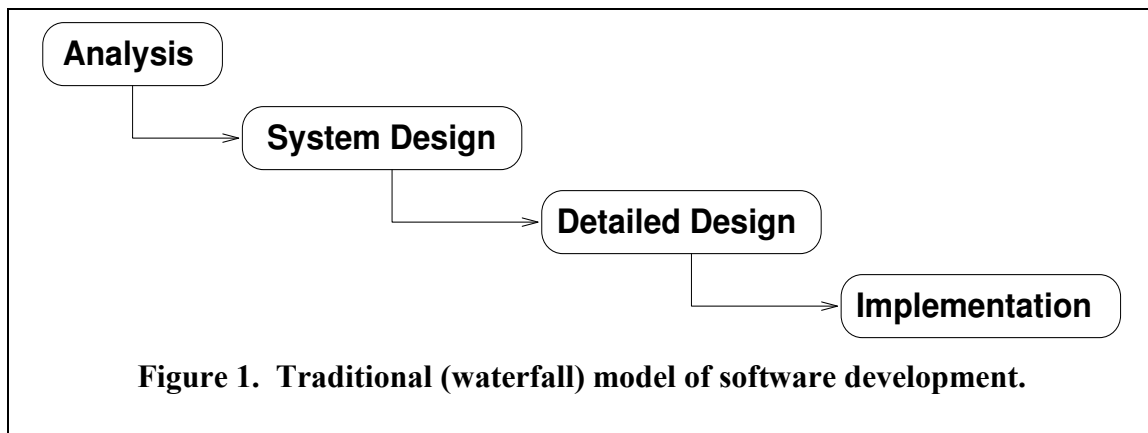 Analysis
System Design
Detailed Design
Implementation
Figure 1. Traditional (waterfall) model of software development.